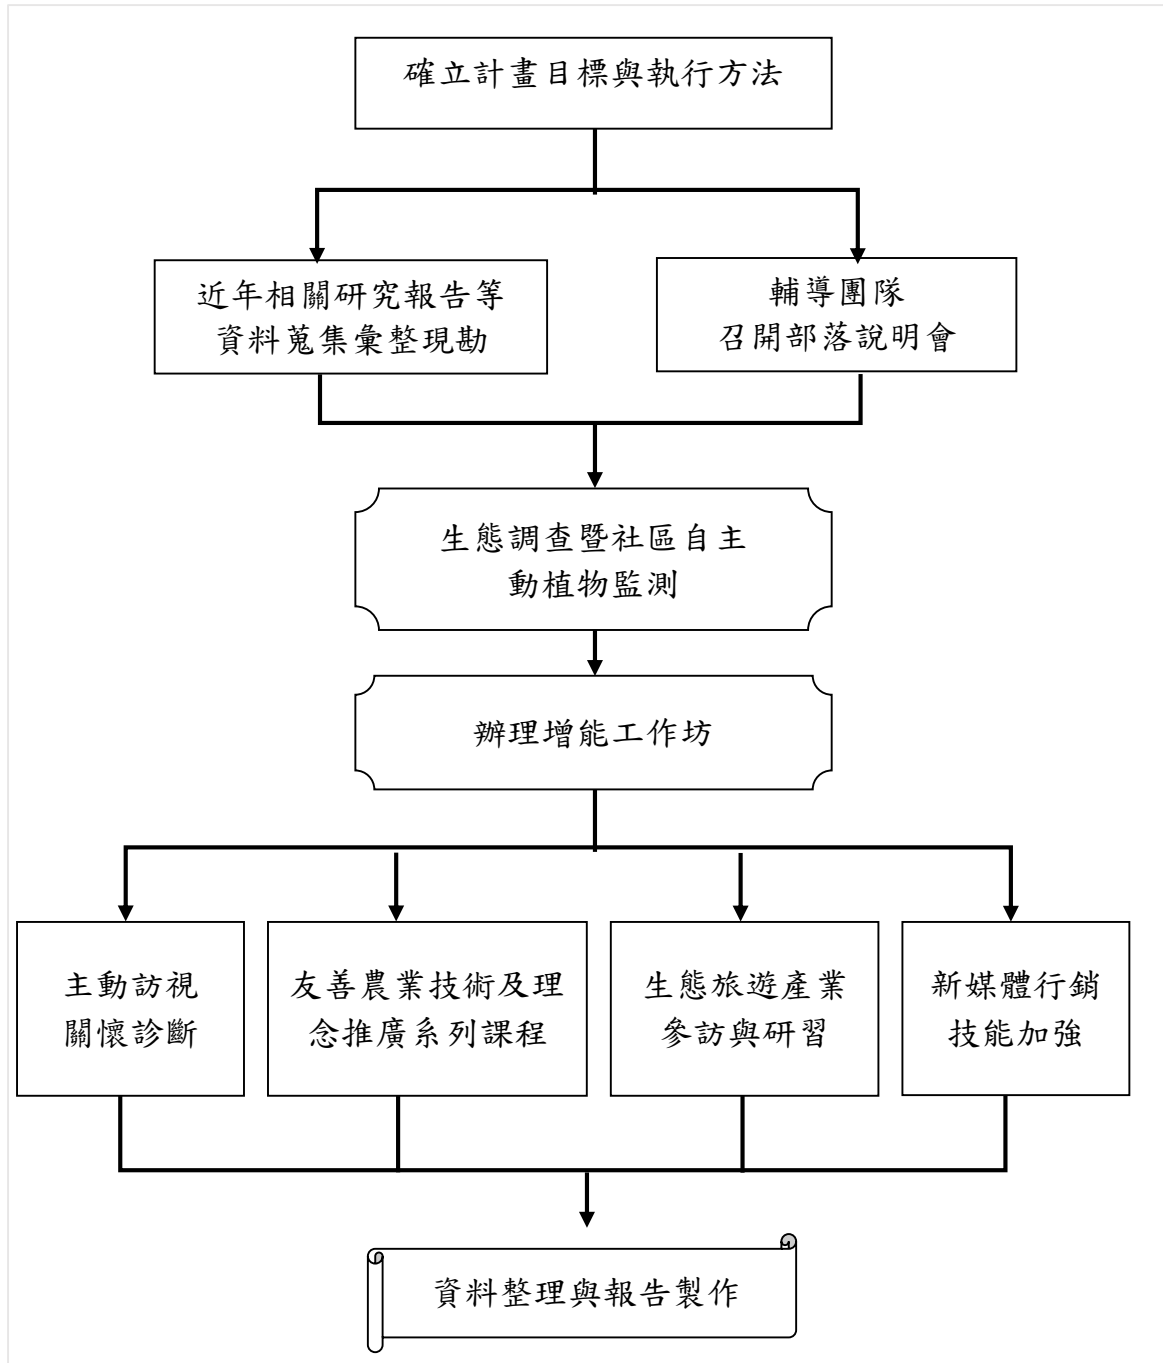 確立計畫目標與執行方法
近年相關研究報告等
資料蒐集彙整現勘
輔導團隊
召開部落說明會
生態調查暨社區自主
動植物監測
辦理增能工作坊
主動訪視
關懷診斷
友善農業技術及理
念推廣系列課程
生態旅遊產業
參訪與研習
新媒體行銷
技能加強
資料整理與報告製作